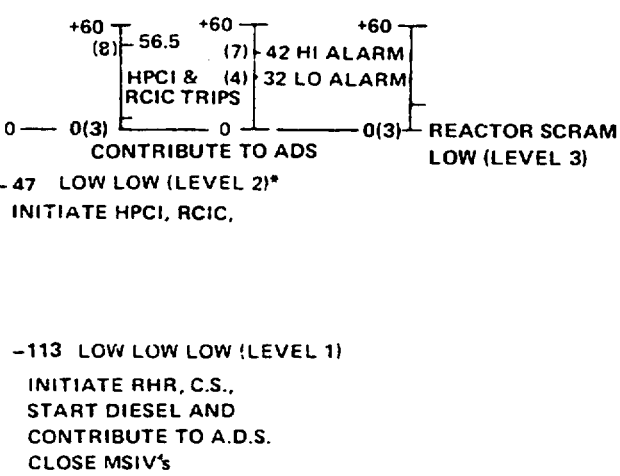 +60 +60 +60
(8) 56.5 (7) 42 HI ALARM
HPCI & (4) 32 LO ALARM
RCIC TRIPS
0 0(3) 0 0(3) REACTOR SCRAM
CONTRIBUTE TO ADS LOW (LEVEL 3)
-47 LOW LOW (LEVEL 2)*
INITIATE HPCI, RCIC,
-113 LOW LOW LOW (LEVEL 1)
INITIATE RHR, C.S.,
START DIESEL AND
CONTRIBUTE TO A.D.S.
CLOSE MSIV's